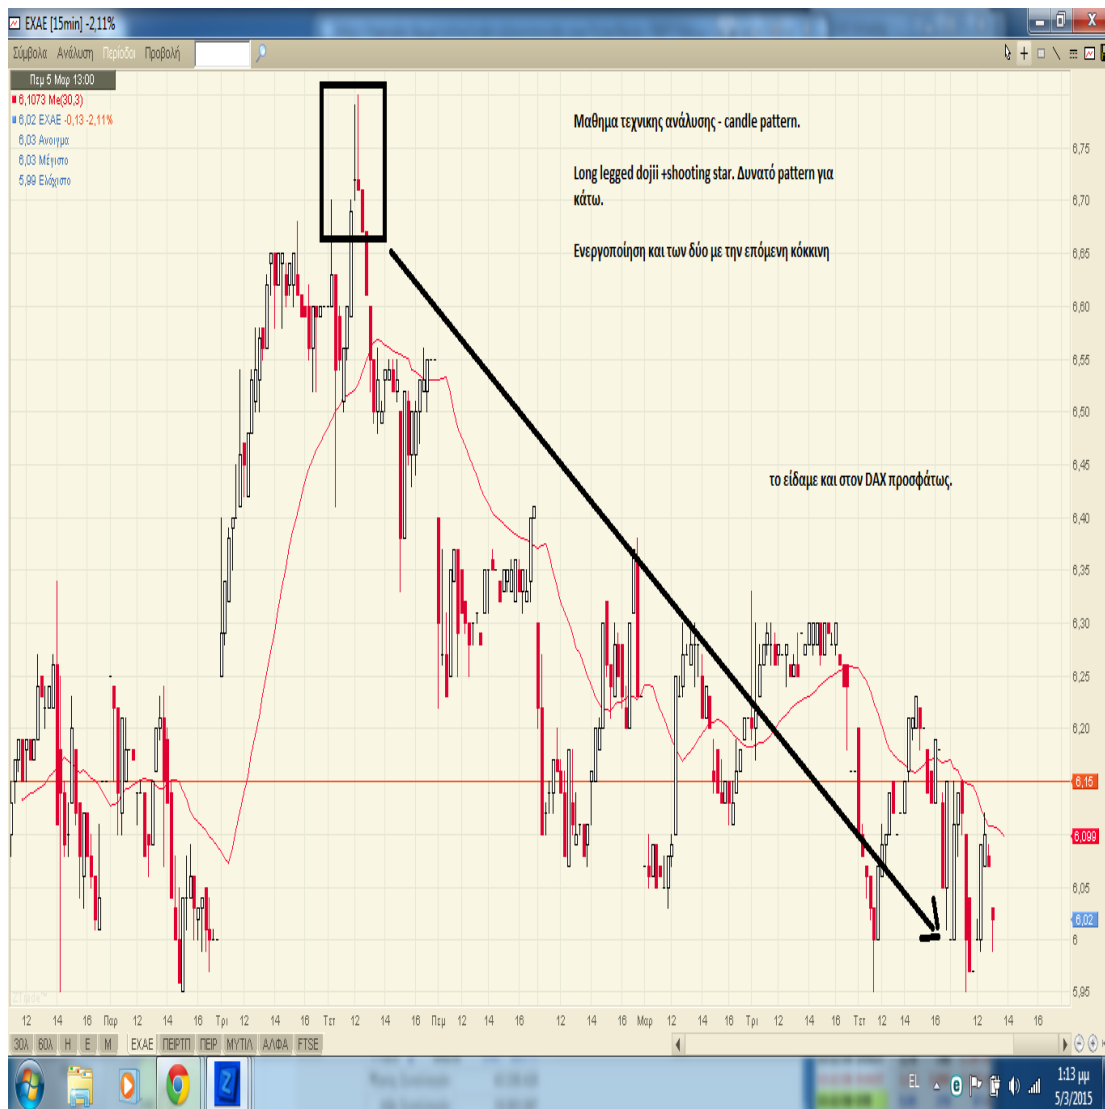 EXAE [15min] -2,11%
Σύμβολα Ανάλυση Περίοδοι Προβολή
Πεμ 5 Μαρ 13:00
6,1073 Me(30,3)
6,02 EXAE -0,13 -2,11%
6,03 Ανοιγμα
6,03 Μέγιστο
5,99 Ελάχιστο
Μαθημα τεχνικης ανάλυσης - candle pattern.
Long legged dojii +shooting star. Δυνατό pattern για
κάτω.
Ενεργοποίηση και των δύο με την επόμενη κόκκινη
το είδαμε και στον DAX προσφάτως.
6,75
6,70
6,65
6,60
6,55
6,50
6,45
6,40
6,35
6,30
6,25
6,20
6,15
6,099
6,05
6,02
6
5,95
12 14 16 Παρ 12 14 16 Τρι 12 14 16 Τετ 12 14 16 Πεμ 12 14 16 12 14 16 Μαρ 12 14 16 Τρι 12 14 16 Τετ 12 16 12 14 16
30λ 60λ Η Ε Μ ΕΧΑΕ ΠΕΙΡΤΠ ΠΕΙΡ ΜΥΤΙΛ ΑΛΦΑ FTSE
EL
1:13 μμ
5/3/2015